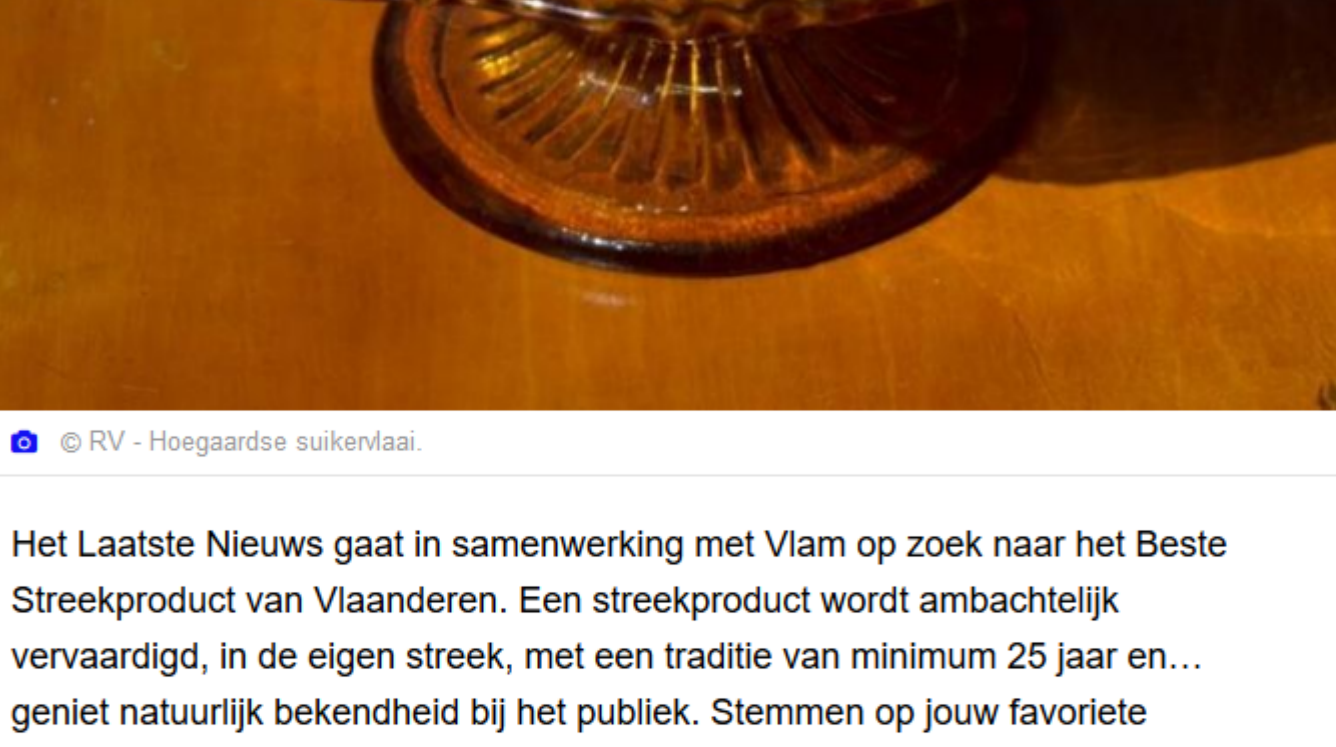 © RV - Hoegaardse suikervlaai.
Het Laatste Nieuws gaat in samenwerking met Vlam op zoek naar het Beste
Streekproduct van Vlaanderen. Een streekproduct wordt ambachtelijk
vervaardigd, in de eigen streek, met een traditie van minimum 25 jaar en…
geniet natuurlijk bekendheid bij het publiek. Stemmen op jouw favoriete